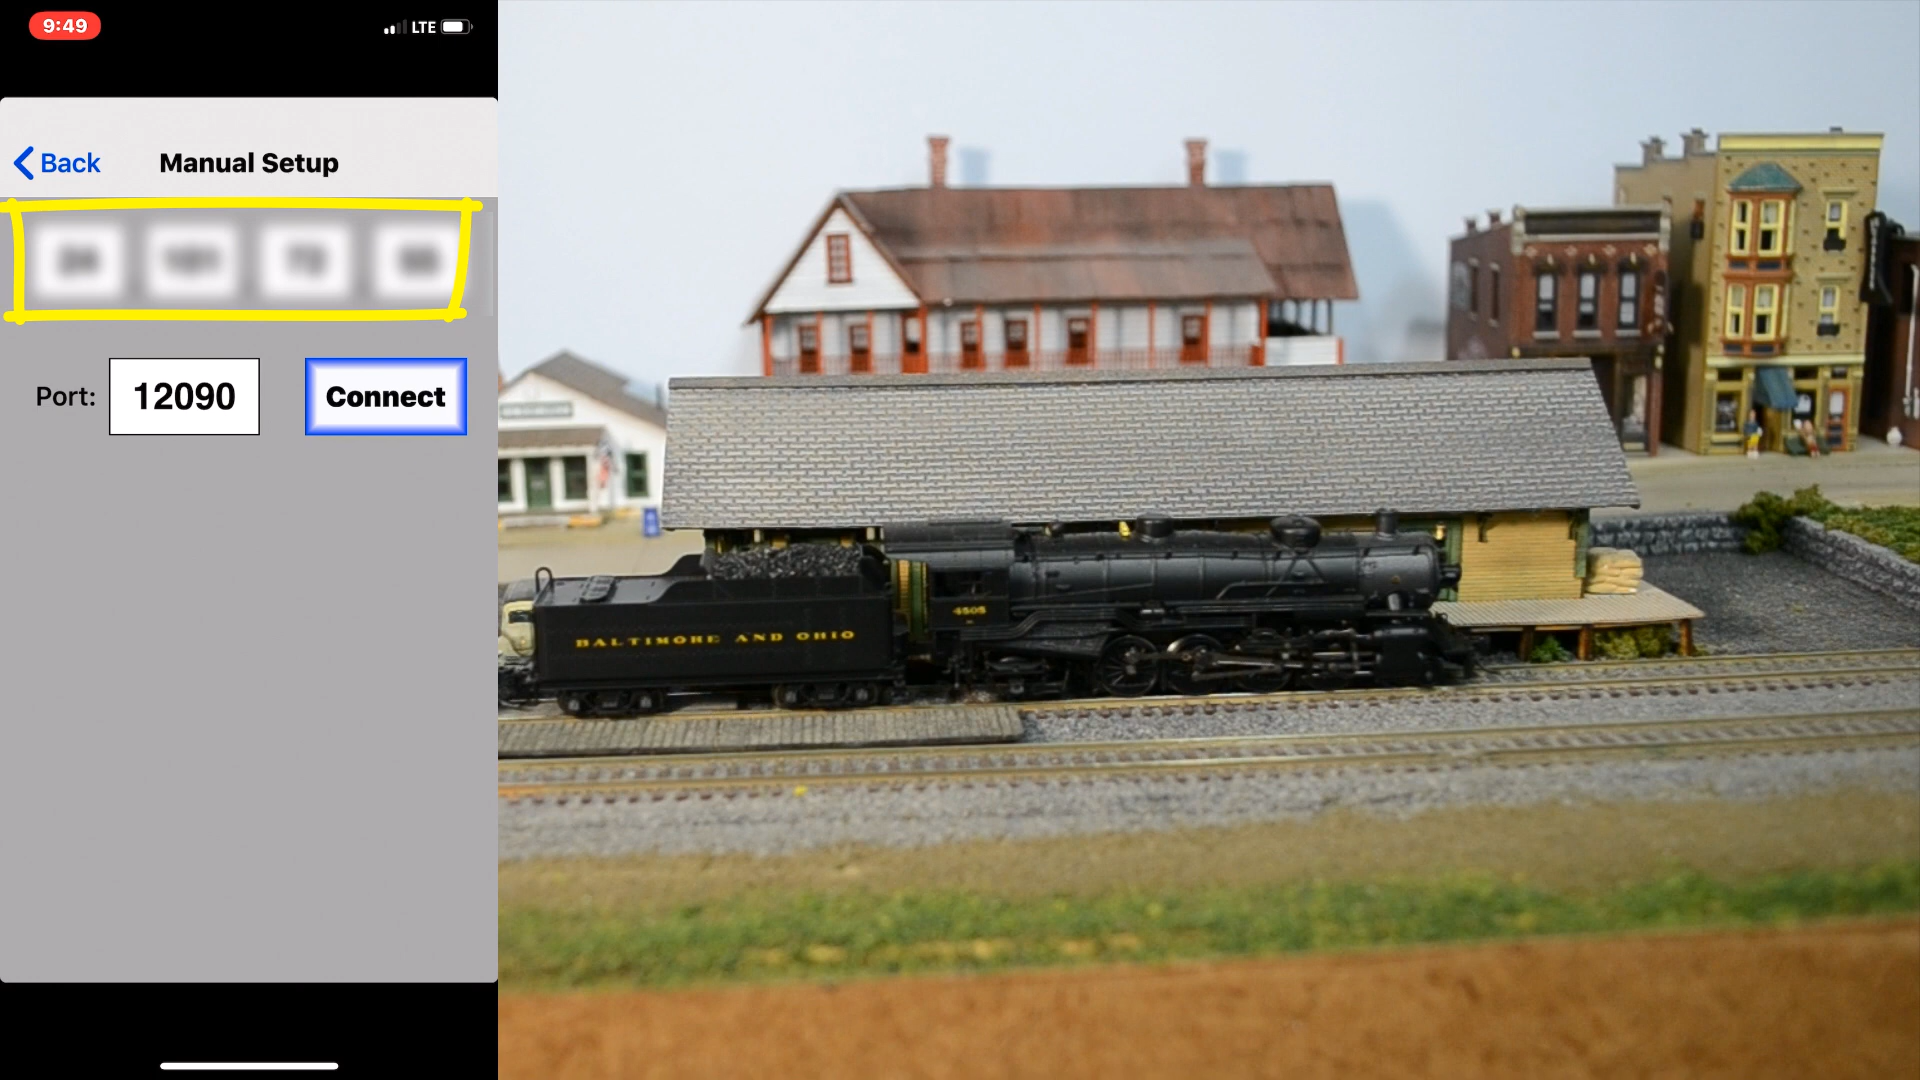 9:49
LTE
Back
Manual Setup
Port:
12090
Connect
4505
BALTIMORE AND OHIO